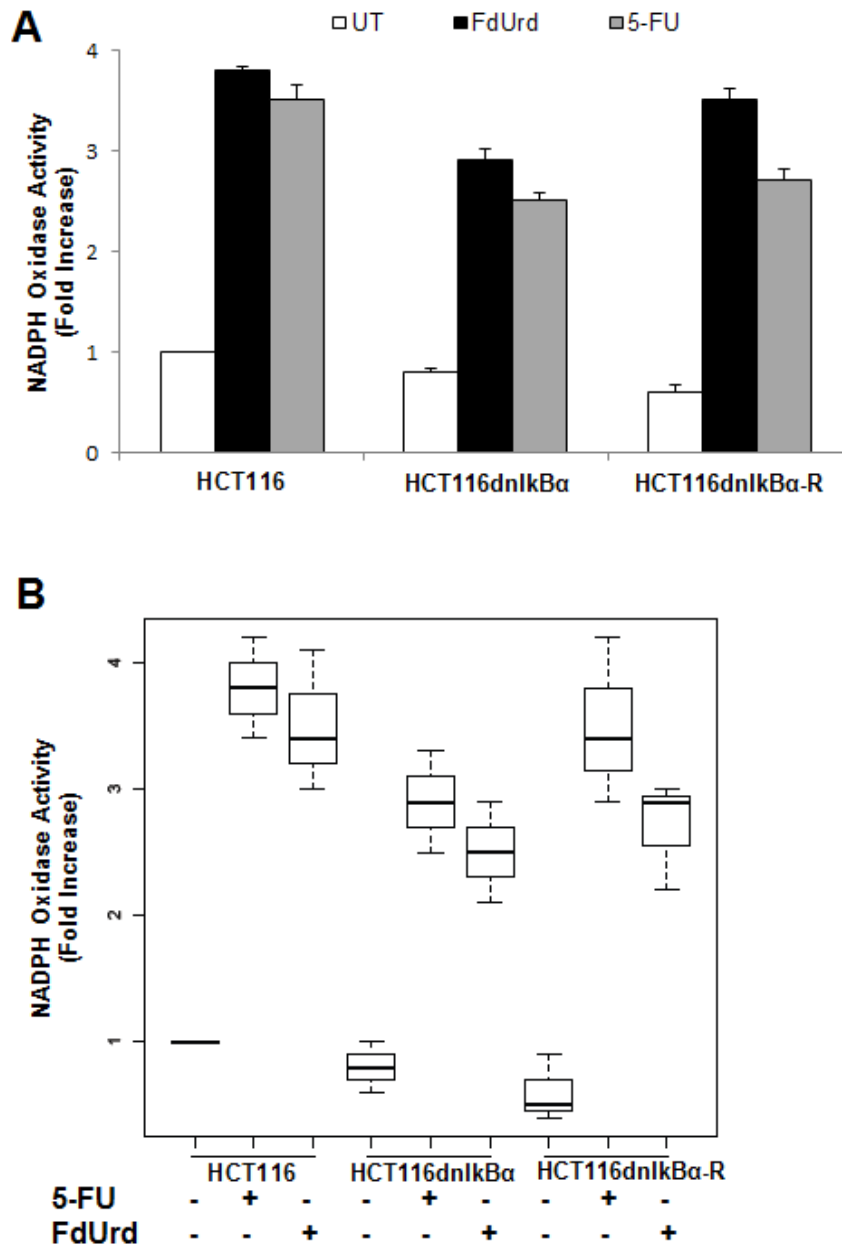 A
UT FdUrd 5-FU
NADPH Oxidase Activity
(Fold Increase)
4
3
2
1
0
HCT116 HCT116dnIkBα HCT116dnIkBα-R
B
NADPH Oxidase Activity
(Fold Increase)
4
3
2
1
HCT116 HCT116dnIkBα HCT116dnIkBα-R
5-FU - + - - + - - + -
FdUrd - - + - - + - - +